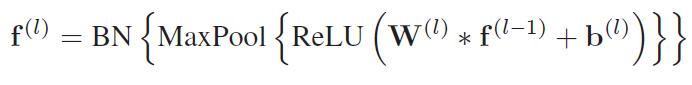 f^{(l)} = BN {MaxPool {ReLU (W^{(l)} * f^{(l−1)} + b^{(l)})}}